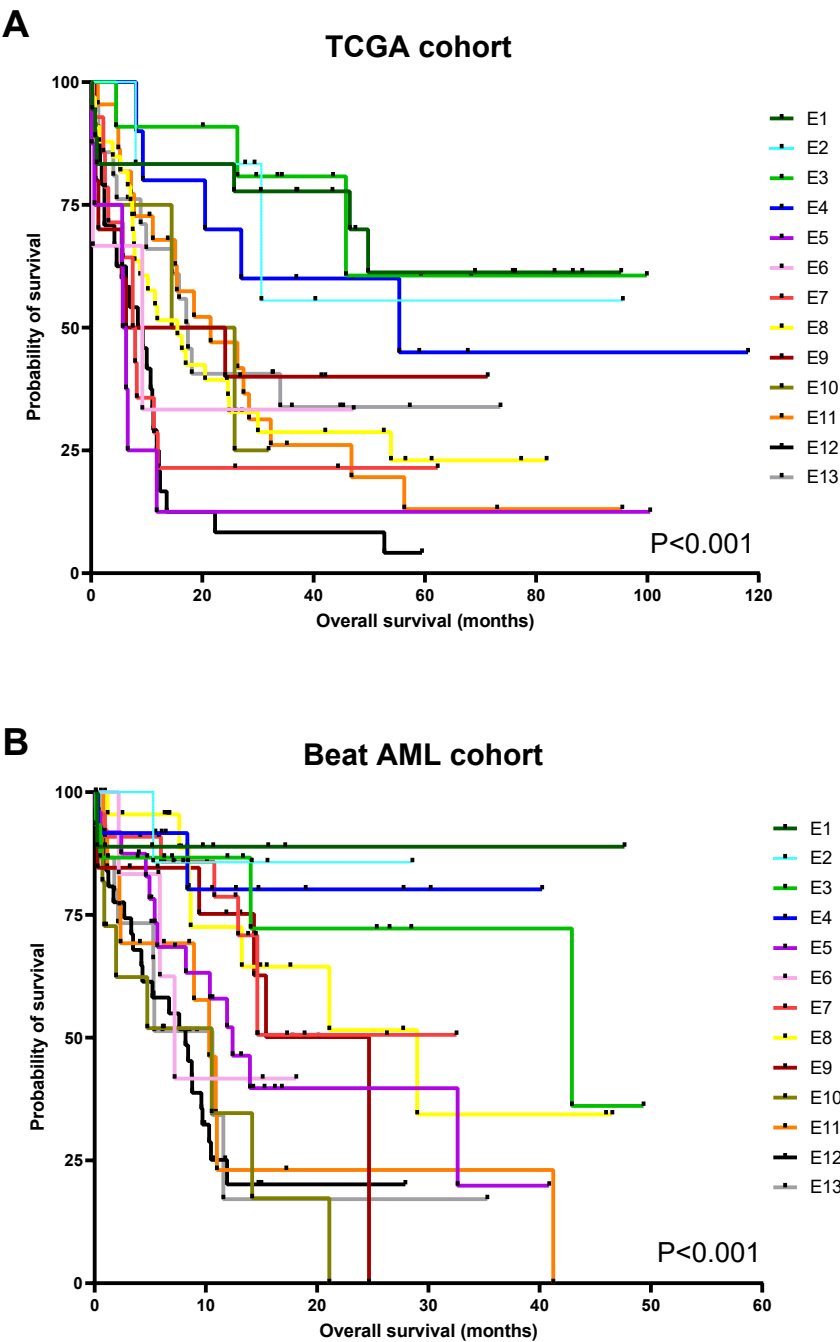 A
TCGA cohort
100
75
50
25
0
Probability of survival
0 20 40 60 80 100 120
Overall survival (months)
P<0.001
E1
E2
E3
E4
E5
E6
E7
E8
E9
E10
E11
E12
E13
B
Beat AML cohort
100
75
50
25
0
Probability of survival
0 10 20 30 40 50 60
Overall survival (months)
P<0.001
E1
E2
E3
E4
E5
E6
E7
E8
E9
E10
E11
E12
E13